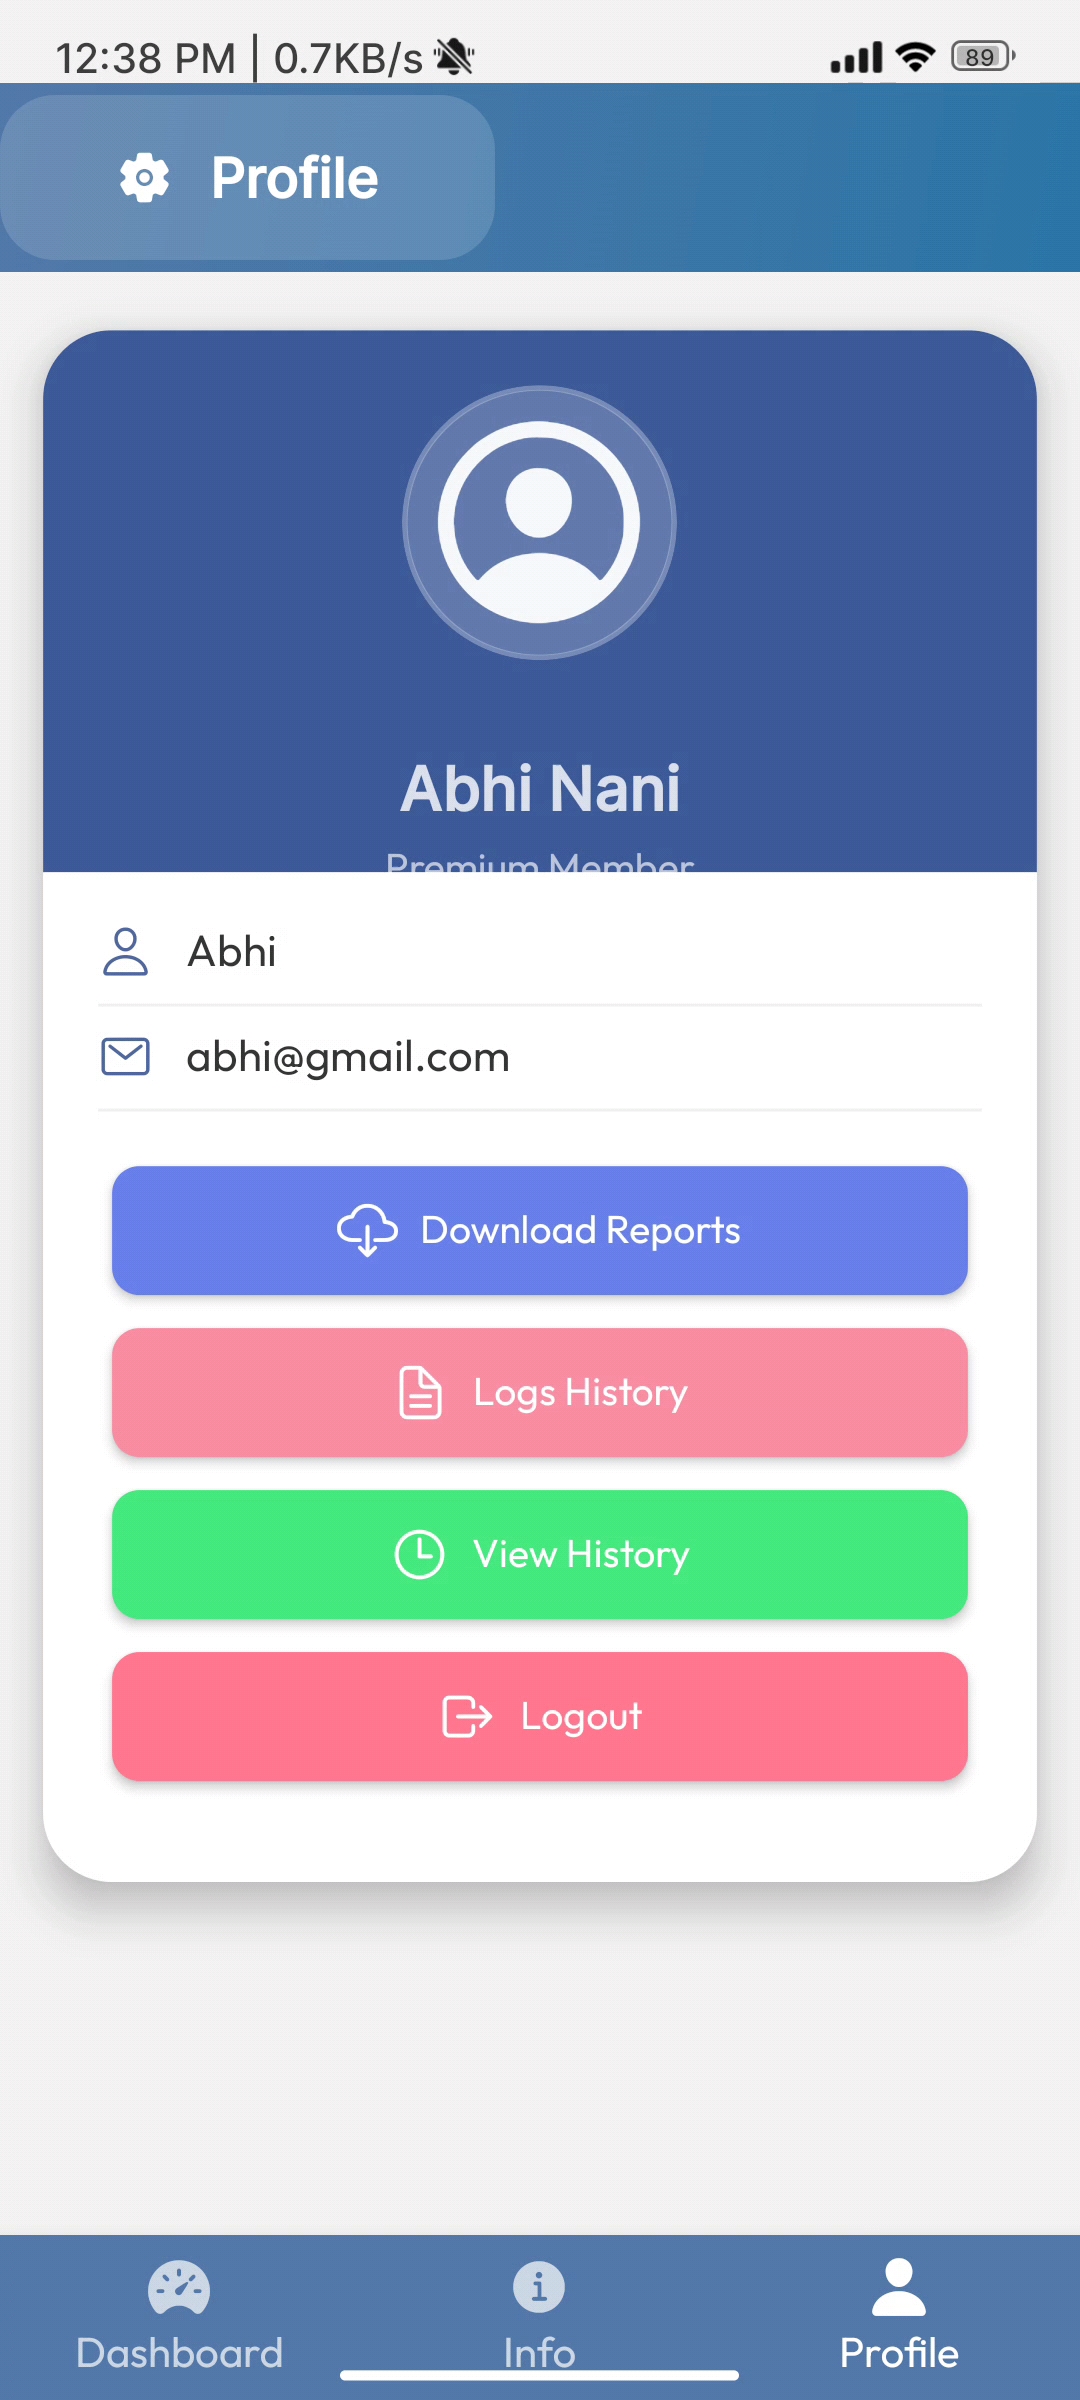 12:38 PM | 0.7KB/s
89
Profile
Abhi Nani
Premium Member
Abhi
abhi@gmail.com
Download Reports
Logs History
View History
Logout
Dashboard
Info
Profile